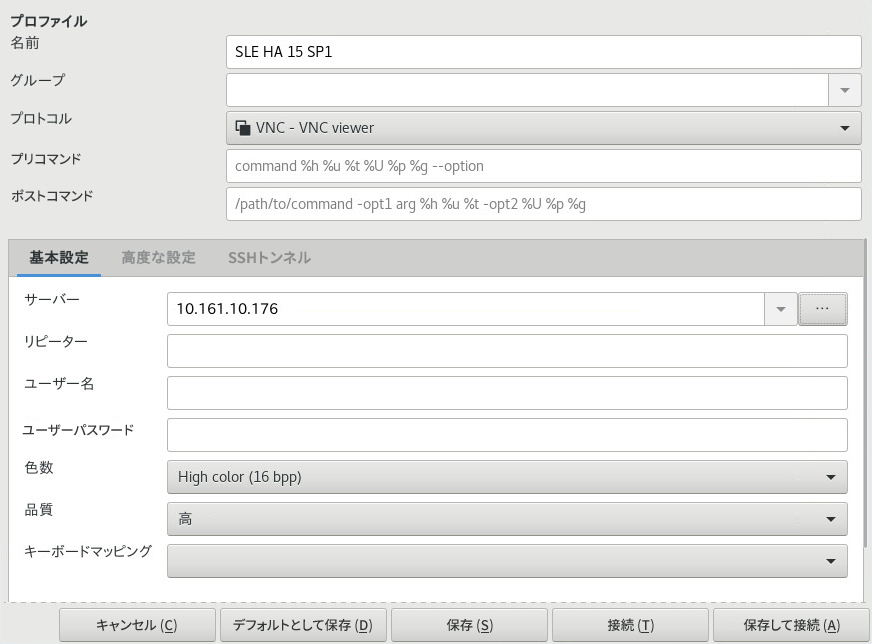 プロファイル
名前
SLE HA 15 SP1
グループ
プロトコル
VNC - VNC viewer
プリコマンド
command %h %u %t %U %p %g --option
ポストコマンド
/path/to/command -opt1 arg %h %u %t -opt2 %U %p %g
基本設定 高度な設定 SSHトンネル
サーバー
10.161.10.176
...
リピーター
ユーザー名
ユーザーパスワード
色数
High color (16 bpp)
品質
高
キーボードマッピング
キャンセル (C) デフォルトとして保存 (D) 保存 (S) 接続 (T) 保存して接続 (A)